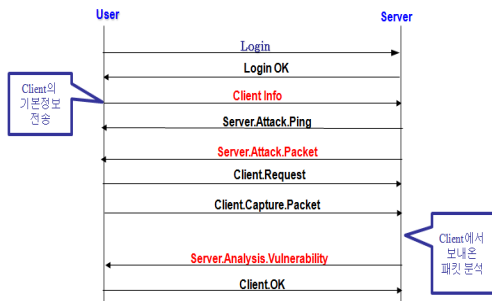 User
Server
Login
Login OK
Client의
기본정보
전송
Client Info
Server.Attack.Ping
Server.Attack.Packet
Client.Request
Client.Capture.Packet
Client에서
보내온
패킷 분석
Server.Analysis.Vulnerability
Client.OK